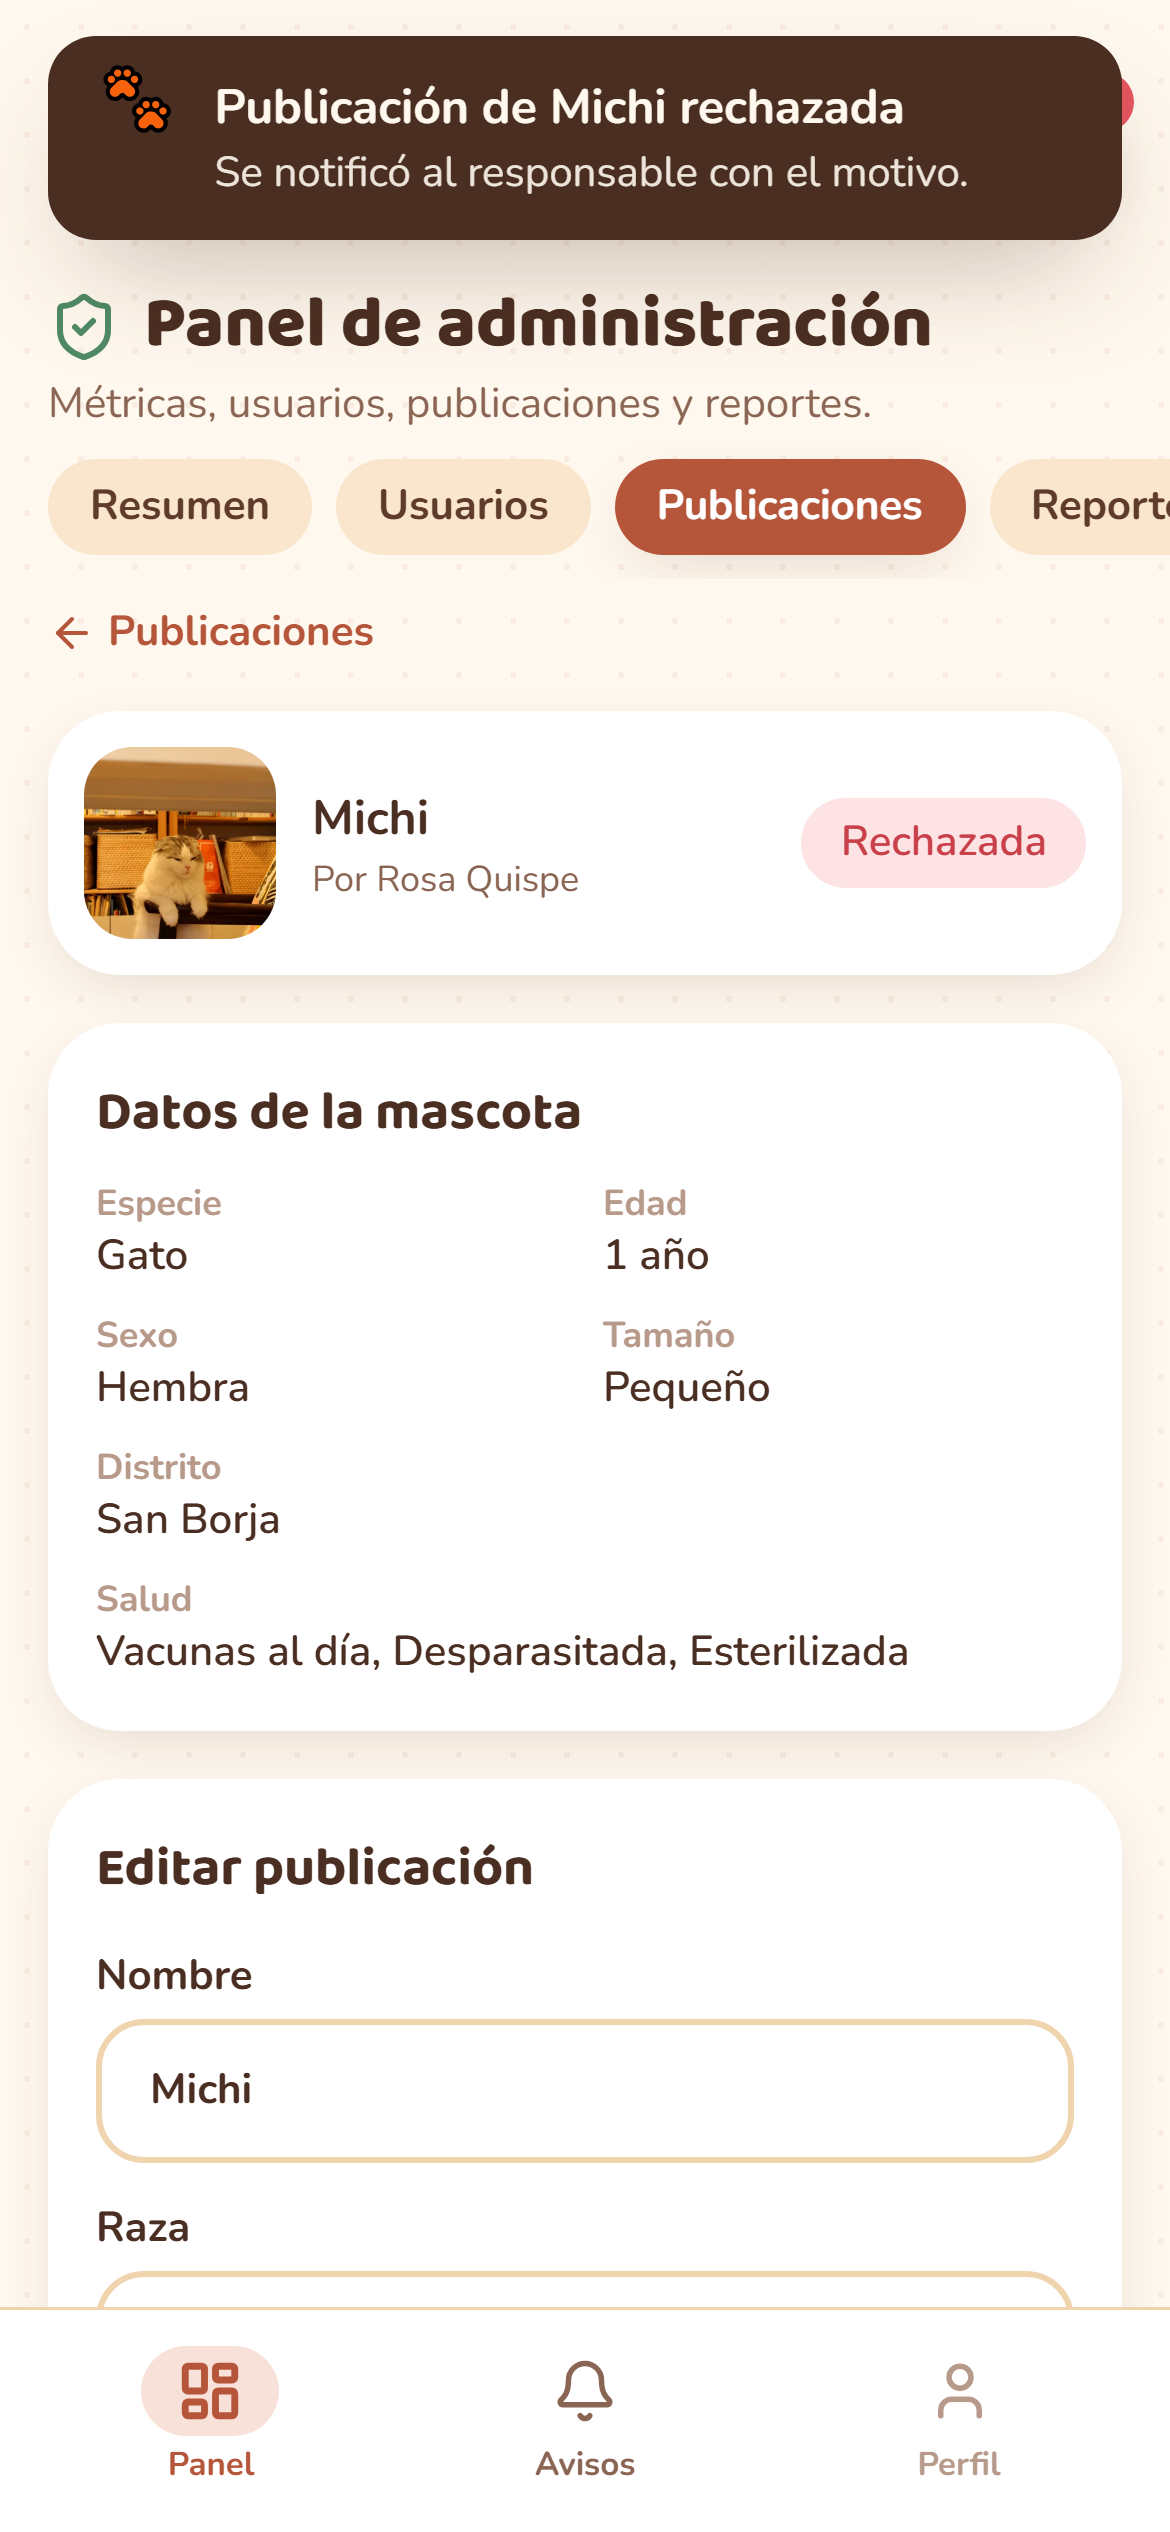 Publicación de Michi rechazada
Se notificó al responsable con el motivo.
Panel de administración
Métricas, usuarios, publicaciones y reportes.
Resumen Usuarios Publicaciones Reporte
Publicaciones
Michi
Por Rosa Quispe
Rechazada
Datos de la mascota
Especie Edad
Gato 1 año
Sexo Tamaño
Hembra Pequeño
Distrito
San Borja
Salud
Vacunas al día, Desparasitada, Esterilizada
Editar publicación
Nombre
Michi
Raza
Panel Avisos Perfil